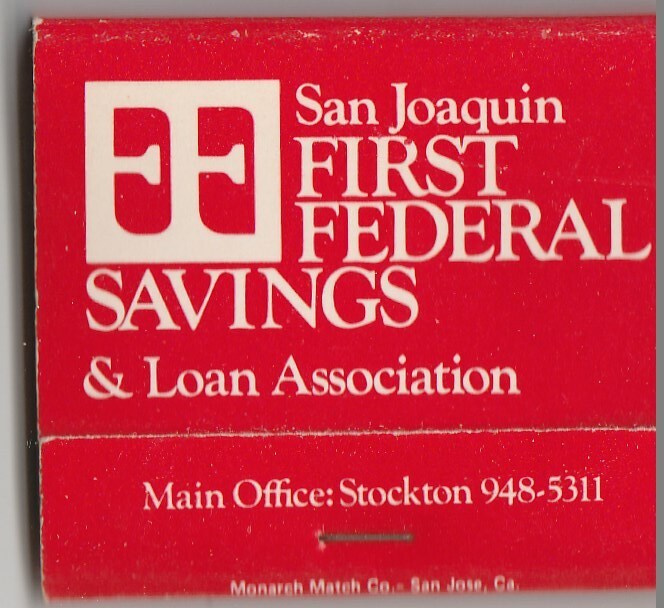 San Joaquin
FIRST
FEDERAL
SAVINGS
& Loan Association
Main Office: Stockton 948-5311
Monarch Match Co. - San Jose, Ca.